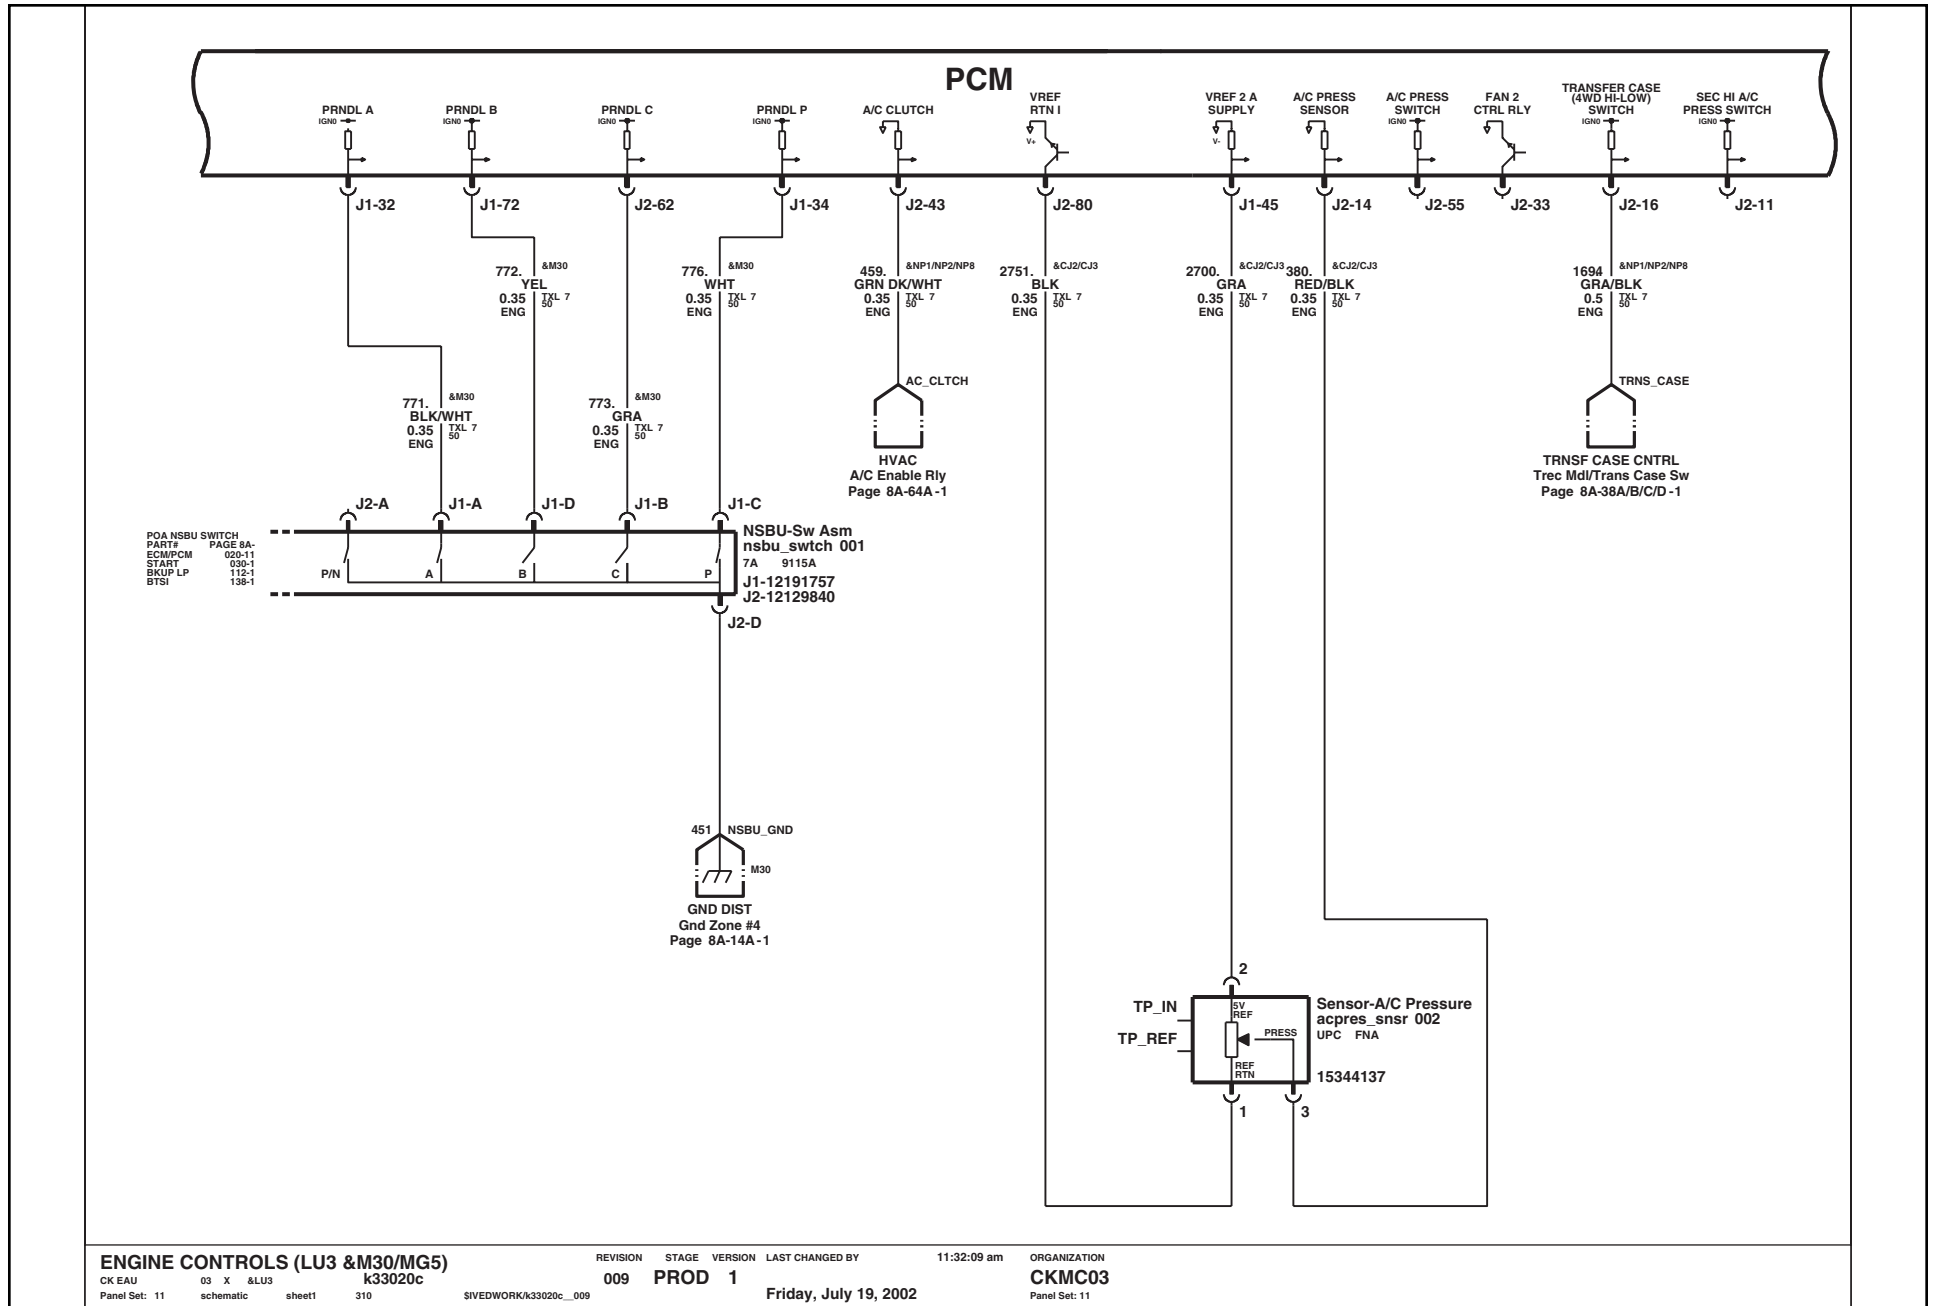 PCM
PRNDL A
IGN0
PRNDL B
IGN0
PRNDL C
IGN0
PRNDL P
IGN0
A/C CLUTCH
VREF
RTN I
V+
VREF 2 A
SUPPLY
V-
A/C PRESS
SENSOR
A/C PRESS
SWITCH
IGN0
FAN 2
CTRL RLY
TRANSFER CASE
(4WD HI-LOW)
SWITCH
IGN0
SEC HI A/C
PRESS SWITCH
IGN0
J1-32
J1-72
J2-62
J1-34
J2-43
J2-80
J1-45
J2-14
J2-55
J2-33
J2-16
J2-11
772. &M30
YEL
0.35 TXL 7
50
ENG
776. &M30
WHT
0.35 TXL 7
50
ENG
459. &NP1/NP2/NP8
GRN DK/WHT
0.35 TXL 7
50
ENG
2751. &CJ2/CJ3
BLK
0.35 TXL 7
50
ENG
2700. &CJ2/CJ3
GRA
0.35 TXL 7
50
ENG
380. &CJ2/CJ3
RED/BLK
0.35 TXL 7
50
ENG
1694 &NP1/NP2/NP8
GRA/BLK
0.5 TXL 7
50
ENG
771. &M30
BLK/WHT
0.35 TXL 7
50
ENG
773. &M30
GRA
0.35 TXL 7
50
ENG
AC_CLTCH
HVAC
A/C Enable Rly
Page 8A-64A-1
TRNS_CASE
TRNSF CASE CNTRL
Trec Mdl/Trans Case Sw
Page 8A-38A/B/C/D-1
J2-A
J1-A
J1-D
J1-B
J1-C
POA NSBU SWITCH
PART# PAGE 8A-
ECM/PCM 020-11
START 030-1
BKUP LP 112-1
BTSI 138-1
P/N
A
B
C
P
NSBU-Sw Asm
nsbu_swtch 001
7A 9115A
J1-12191757
J2-12129840
J2-D
451 NSBU_GND
M30
GND DIST
Gnd Zone #4
Page 8A-14A-1
2
TP_IN
TP_REF
5V
REF
PRESS
REF
RTN
Sensor-A/C Pressure
acpres_snsr 002
UPC FNA
15344137
1
3
ENGINE CONTROLS (LU3 &M30/MG5)
CK EAU 03 X &LU3 k33020c
Panel Set: 11 schematic sheet1 310 $IVEDWORK/k33020c__009
REVISION STAGE VERSION LAST CHANGED BY 11:32:09 am
009 PROD 1
Friday, July 19, 2002
ORGANIZATION
CKMC03
Panel Set: 11